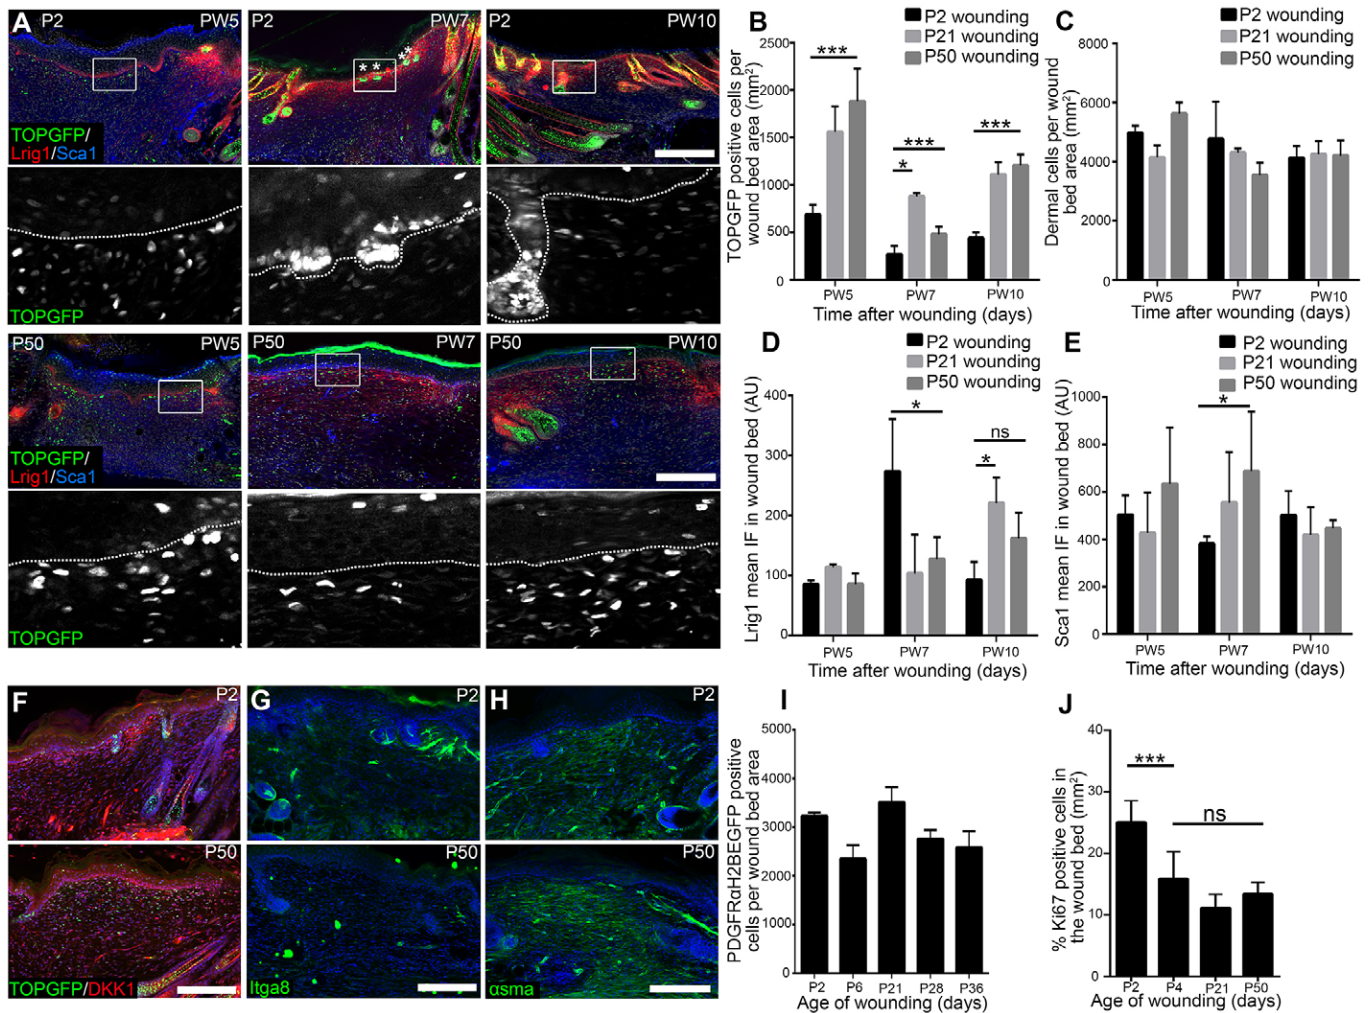 A
P2 PW5
P2 PW7
P2 PW10
* *
* *
TOPGFP/
Lrig1/Sca1
TOPGFP
P50 PW5
P50 PW7
P50 PW10
TOPGFP/
Lrig1/Sca1
TOPGFP
B
P2 wounding
P21 wounding
P50 wounding
TOPGFP positive cells per
wound bed area (mm²)
2500
2000
1500
1000
500
0
***
***
*
***
PW5 PW7 PW10
Time after wounding (days)
C
P2 wounding
P21 wounding
P50 wounding
Dermal cells per wound
bed area (mm²)
8000
6000
4000
2000
0
PW5 PW7 PW10
Time after wounding (days)
D
P2 wounding
P21 wounding
P50 wounding
Lrig1 mean IF in wound bed (AU)
400
300
200
100
0
*
ns
*
PW5 PW7 PW10
Time after wounding (days)
E
P2 wounding
P21 wounding
P50 wounding
Sca1 mean IF in wound bed (AU)
1000
800
600
400
200
0
*
PW5 PW7 PW10
Time after wounding (days)
F
P2
P50
TOPGFP/DKK1
G
P2
P50
Itga8
H
P2
P50
αsma
I
PDGFRαH2BEGFP positive
cells per wound bed area
5000
4000
3000
2000
1000
0
P2 P6 P21 P28 P36
Age of wounding (days)
J
% Ki67 positive cells in
the wound bed (mm²)
40
30
20
10
0
***
ns
P2 P4 P21 P50
Age of wounding (days)